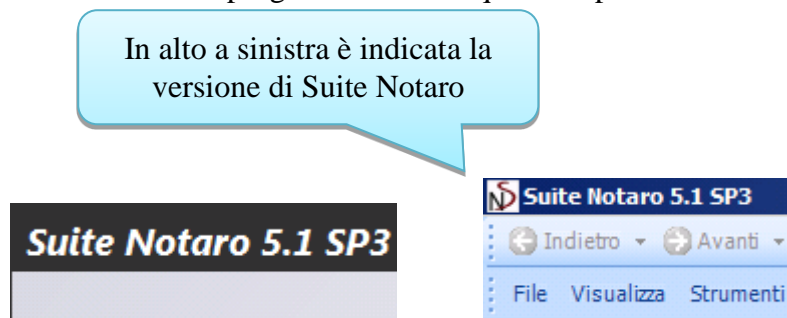 In alto a sinistra è indicata la
versione di Suite Notaro
Suite Notaro 5.1 SP3
Suite Notaro 5.1 SP3
Indietro Avanti
File Visualizza Strumenti